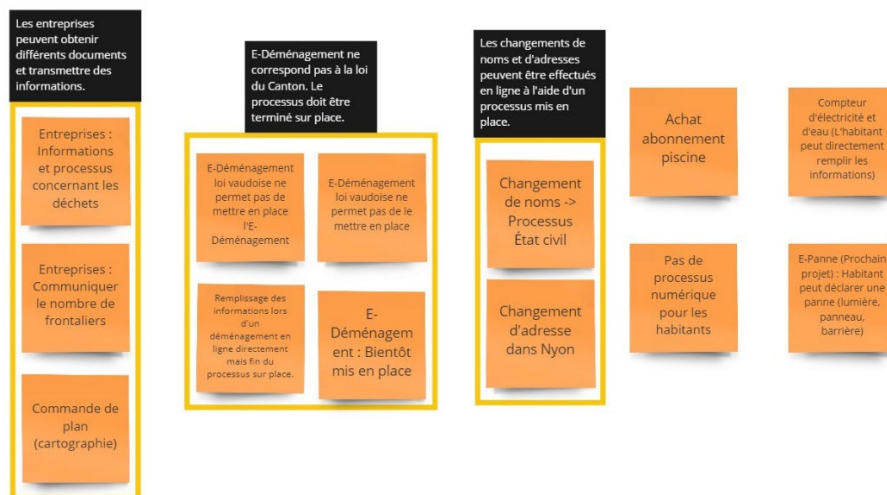 Les entreprises
peuvent obtenir
différents documents
et transmettre des
informations.
Entreprises :
Informations
et processus
concernant les
déchets
Entreprises :
Communiquer
le nombre de
frontaliers
Commande de
plan
(cartographie)
E-Déménagement ne
correspond pas à la loi
du Canton. Le
processus doit être
terminé sur place.
E-Déménagement
loi vaudoise ne
permet pas de
mettre en place
l'E-
Déménagement
E-Déménagement
loi vaudoise ne
permet pas de le
mettre en place
Remplissage des
informations lors
d'un
déménagement en
ligne directement
mais fin du
processus sur place.
E-
Déménagem
ent : Bientôt
mis en place
Les changements de
noms et d'adresses
peuvent être effectués
en ligne à l'aide d'un
processus mis en
place.
Changement
de noms ->
Processus
État civil
Changement
d'adresse
dans Nyon
Achat
abonnement
piscine
Pas de
processus
numérique
pour les
habitants
Compteur
d'électricité et
d'eau (L'habitant
peut directement
remplir les
informations)
E-Panne (Prochain
projet) : Habitant
peut déclarer une
panne (lumière,
panneau,
barrière)